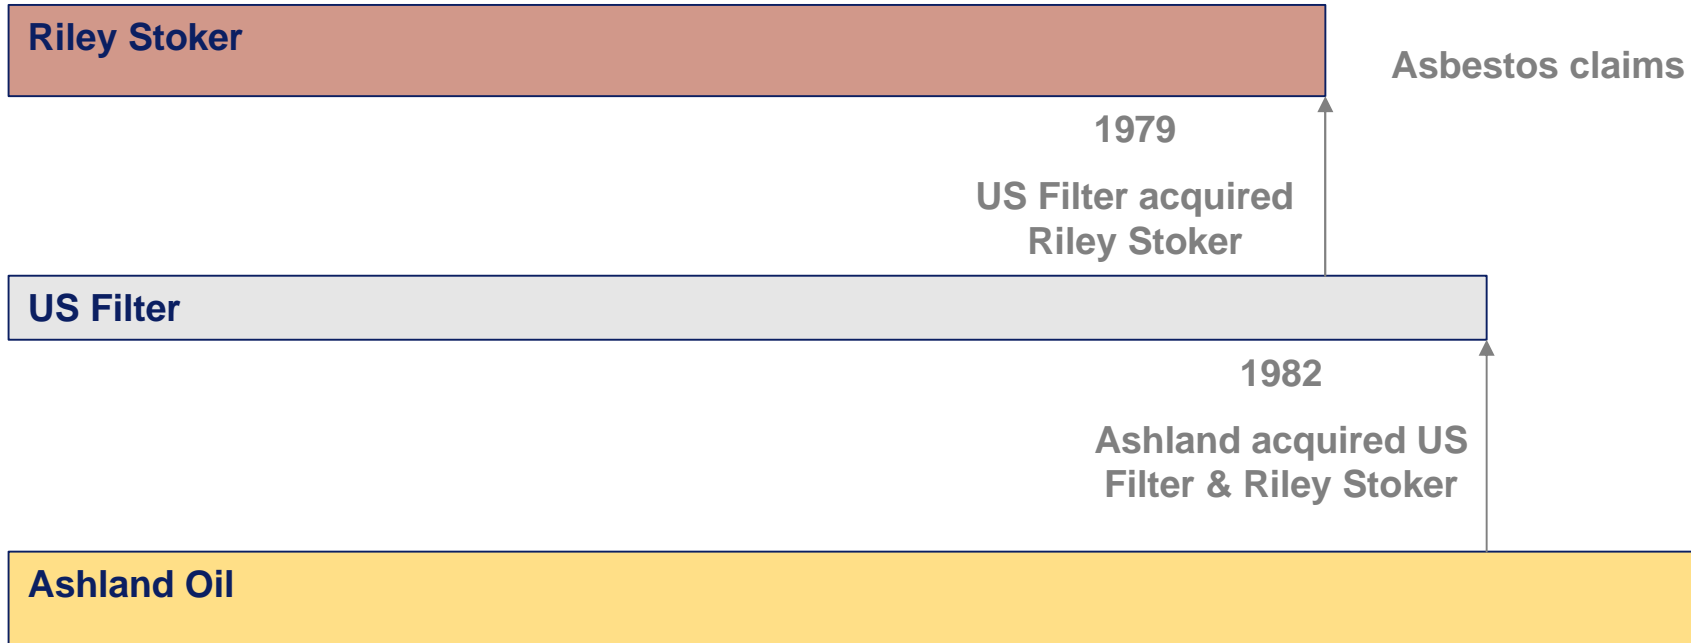 Riley Stoker
Asbestos claims
1979
US Filter acquired
Riley Stoker
US Filter
1982
Ashland acquired US
Filter & Riley Stoker
Ashland Oil